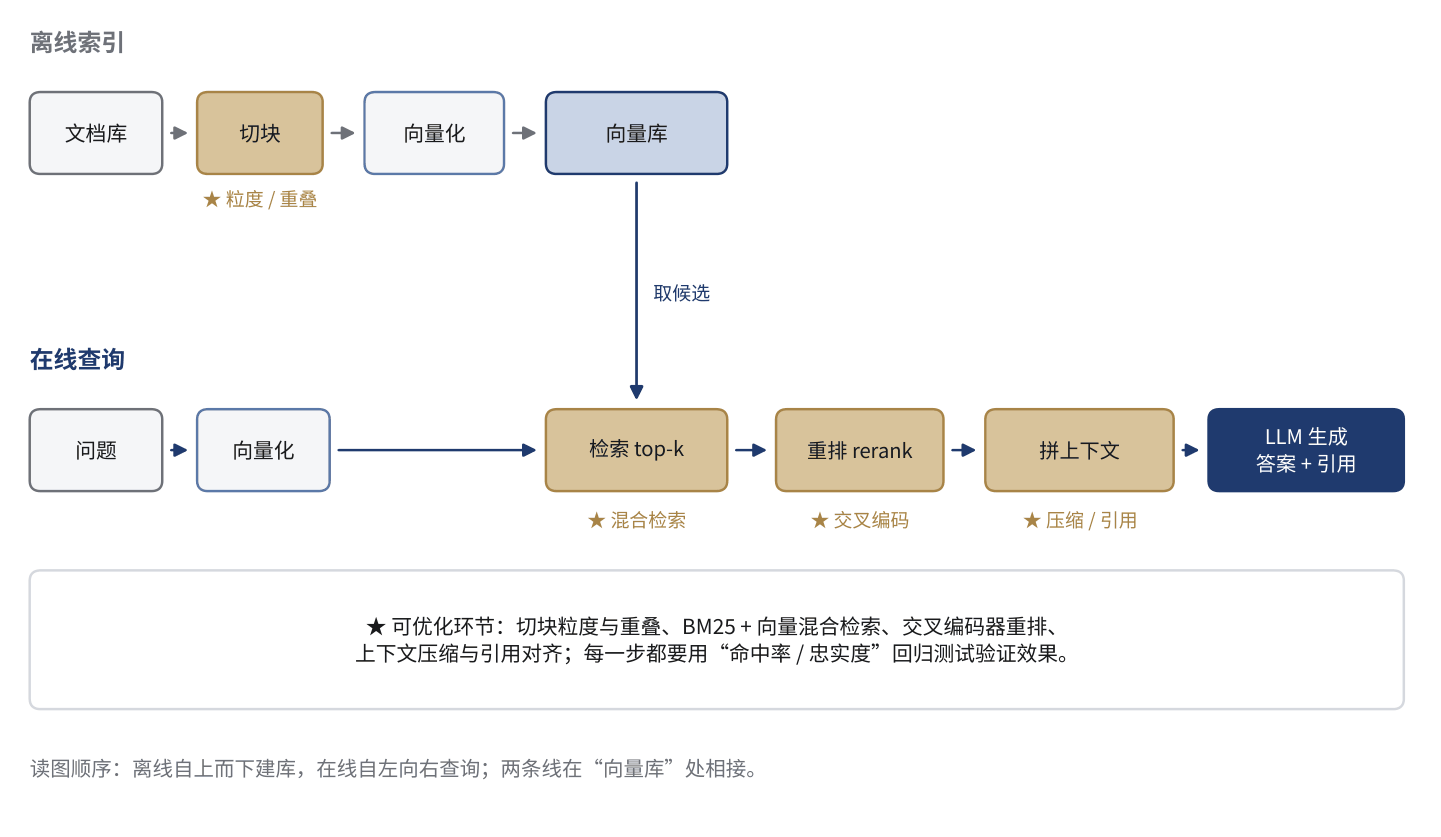 离线索引
文档库
切块
向量化
向量库
★ 粒度 / 重叠
取候选
在线查询
问题
向量化
检索 top-k
重排 rerank
拼上下文
LLM 生成
答案 + 引用
★ 混合检索
★ 交叉编码
★ 压缩 / 引用
★ 可优化环节：切块粒度与重叠、BM25 + 向量混合检索、交叉编码器重排、
上下文压缩与引用对齐；每一步都要用“命中率 / 忠实度”回归测试验证效果。
读图顺序：离线自上而下建库，在线自左向右查询；两条线在“向量库”处相接。